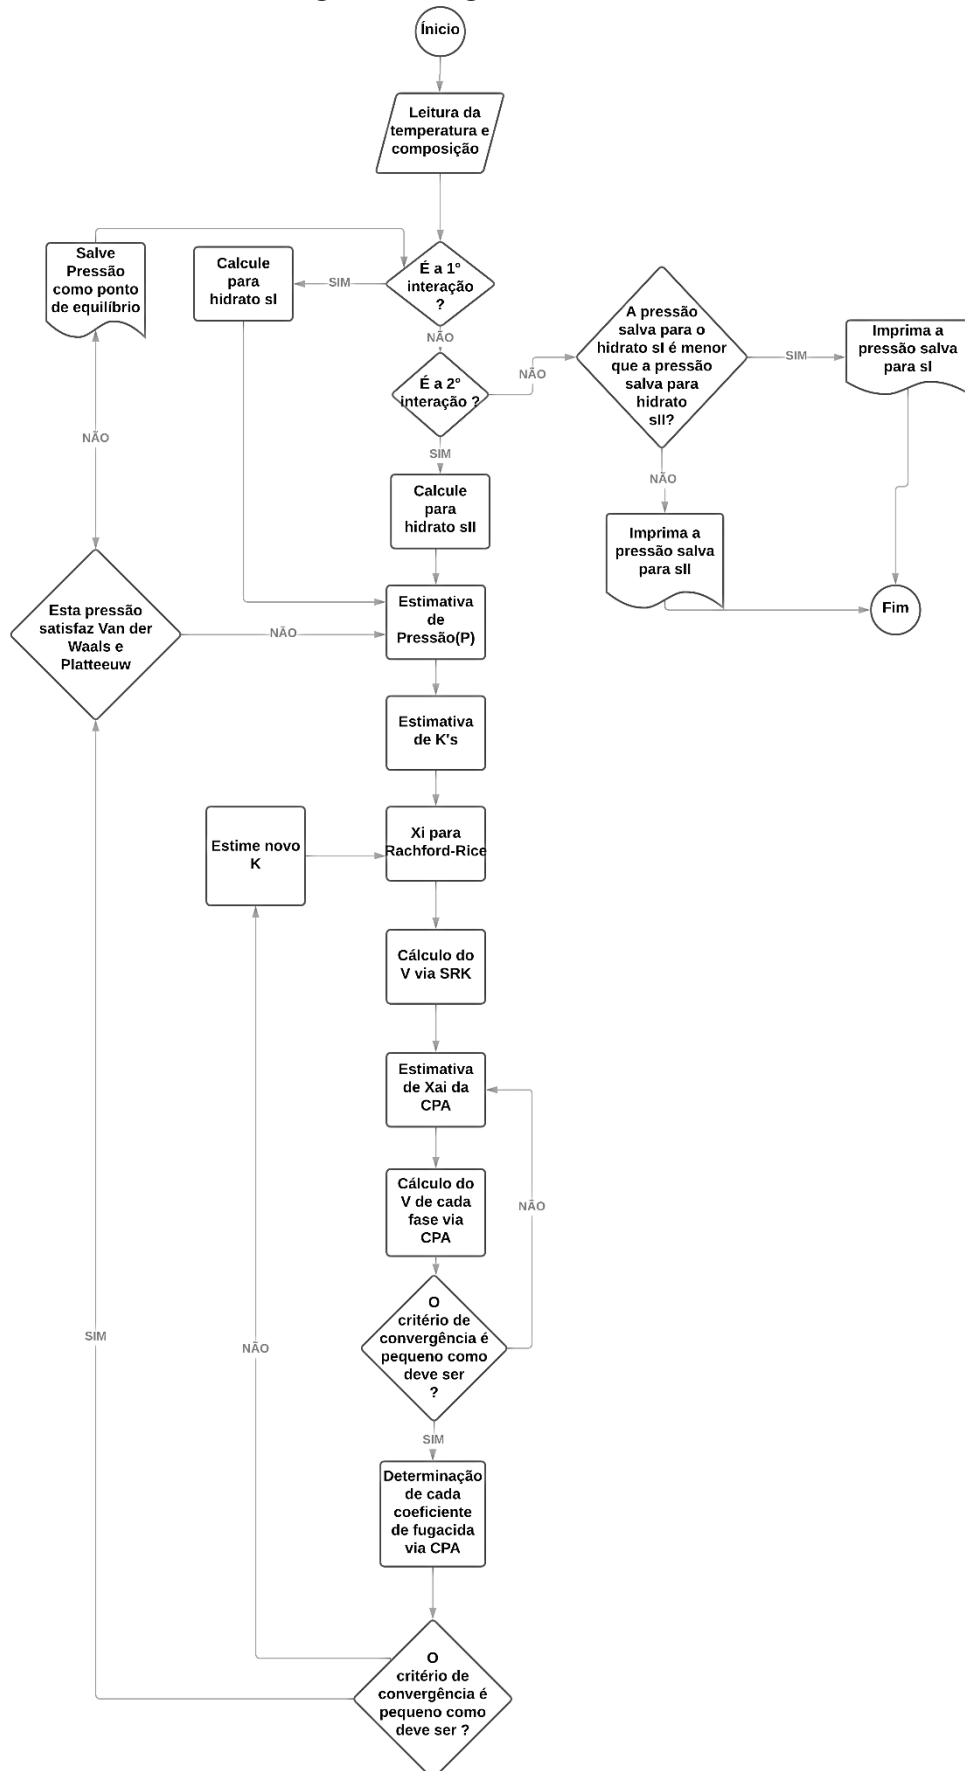 Ínicio
Leitura da
temperatura e
composição
Salve
Pressão
como ponto
de equilíbrio
Calcule
para
hidrato sI
SIM
É a 1°
interação
?
NÃO
É a 2°
interação ?
NÃO
A pressão
salva para o
hidrato sI é menor
que a pressão
salva para
hidrato
sII?
SIM
Imprima a
pressão salva
para sI
NÃO
SIM
NÃO
Calcule
para
hidrato sII
Imprima a
pressão salva
para sII
Fim
Esta pressão
satisfaz Van der
Waals e
Platteeuw
NÃO
Estimativa
de
Pressão(P)
Estimativa
de K's
Estime novo
K
Xi para
Rachford-Rice
Cálculo do
V via SRK
Estimativa
de Xai da
CPA
Cálculo do
V de cada
fase via
CPA
NÃO
O
critério de
convergência é
pequeno como
deve ser
?
SIM
NÃO
SIM
Determinação
de cada
coeficiente
de fugacida
via CPA
O
critério de
convergência é
pequeno como
deve ser ?